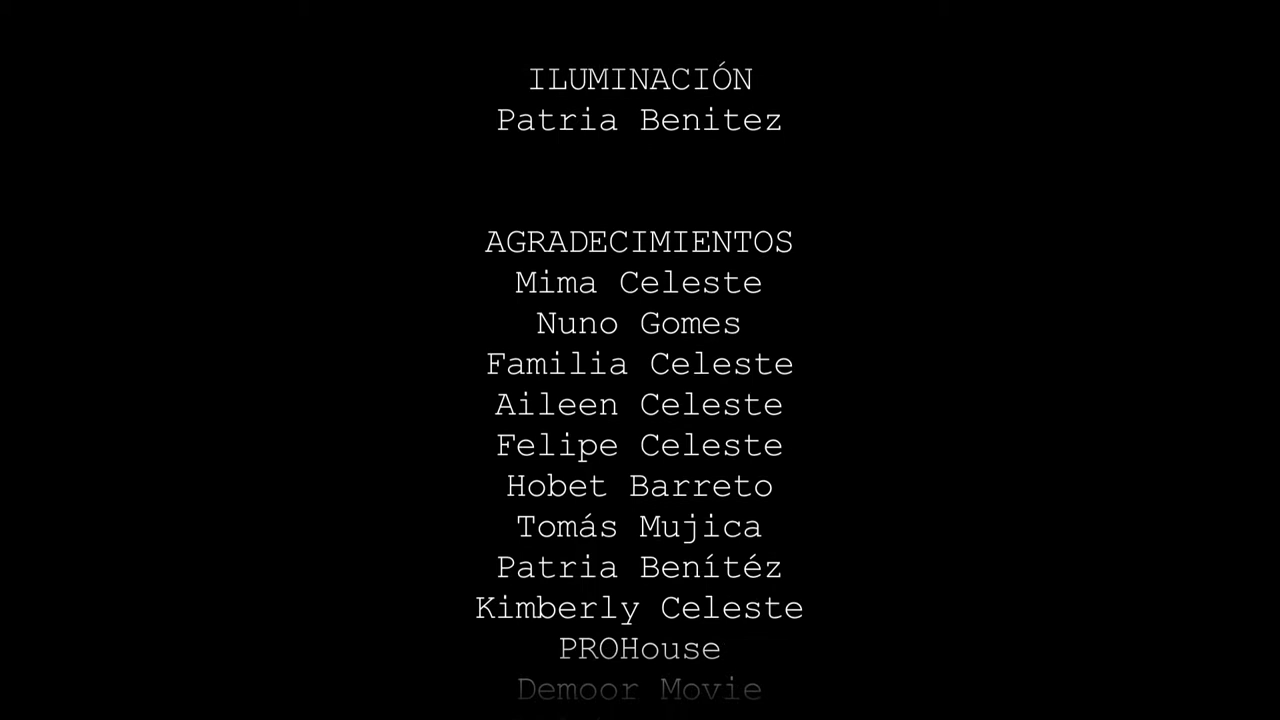 ILUMINACIÓN
Patria Benitez
AGRADECIMIENTOS
Mima Celeste
Nuno Gomes
Familia Celeste
Aileen Celeste
Felipe Celeste
Hobet Barreto
Tomás Mujica
Patria Benítéz
Kimberly Celeste
PROHouse
Demoor Movie